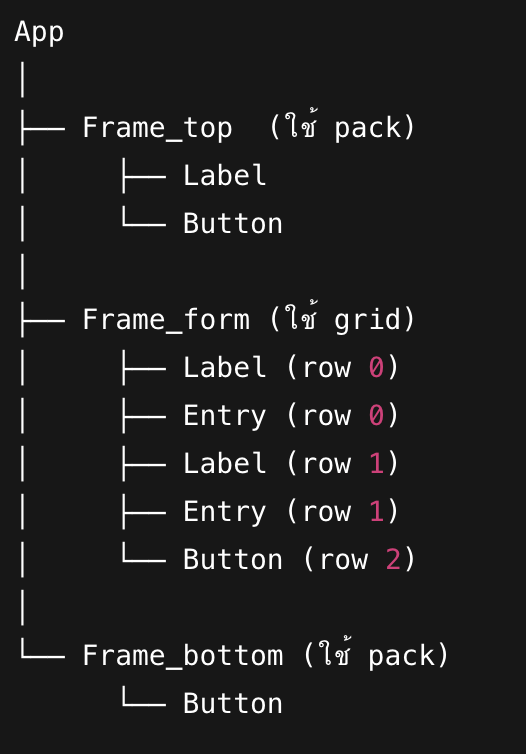 App
│
├── Frame_top  (ใช้ pack)
│     ├── Label
│     └── Button
│
├── Frame_form (ใช้ grid)
│     ├── Label (row 0)
│     ├── Entry (row 0)
│     ├── Label (row 1)
│     ├── Entry (row 1)
│     └── Button (row 2)
│
└── Frame_bottom (ใช้ pack)
      └── Button